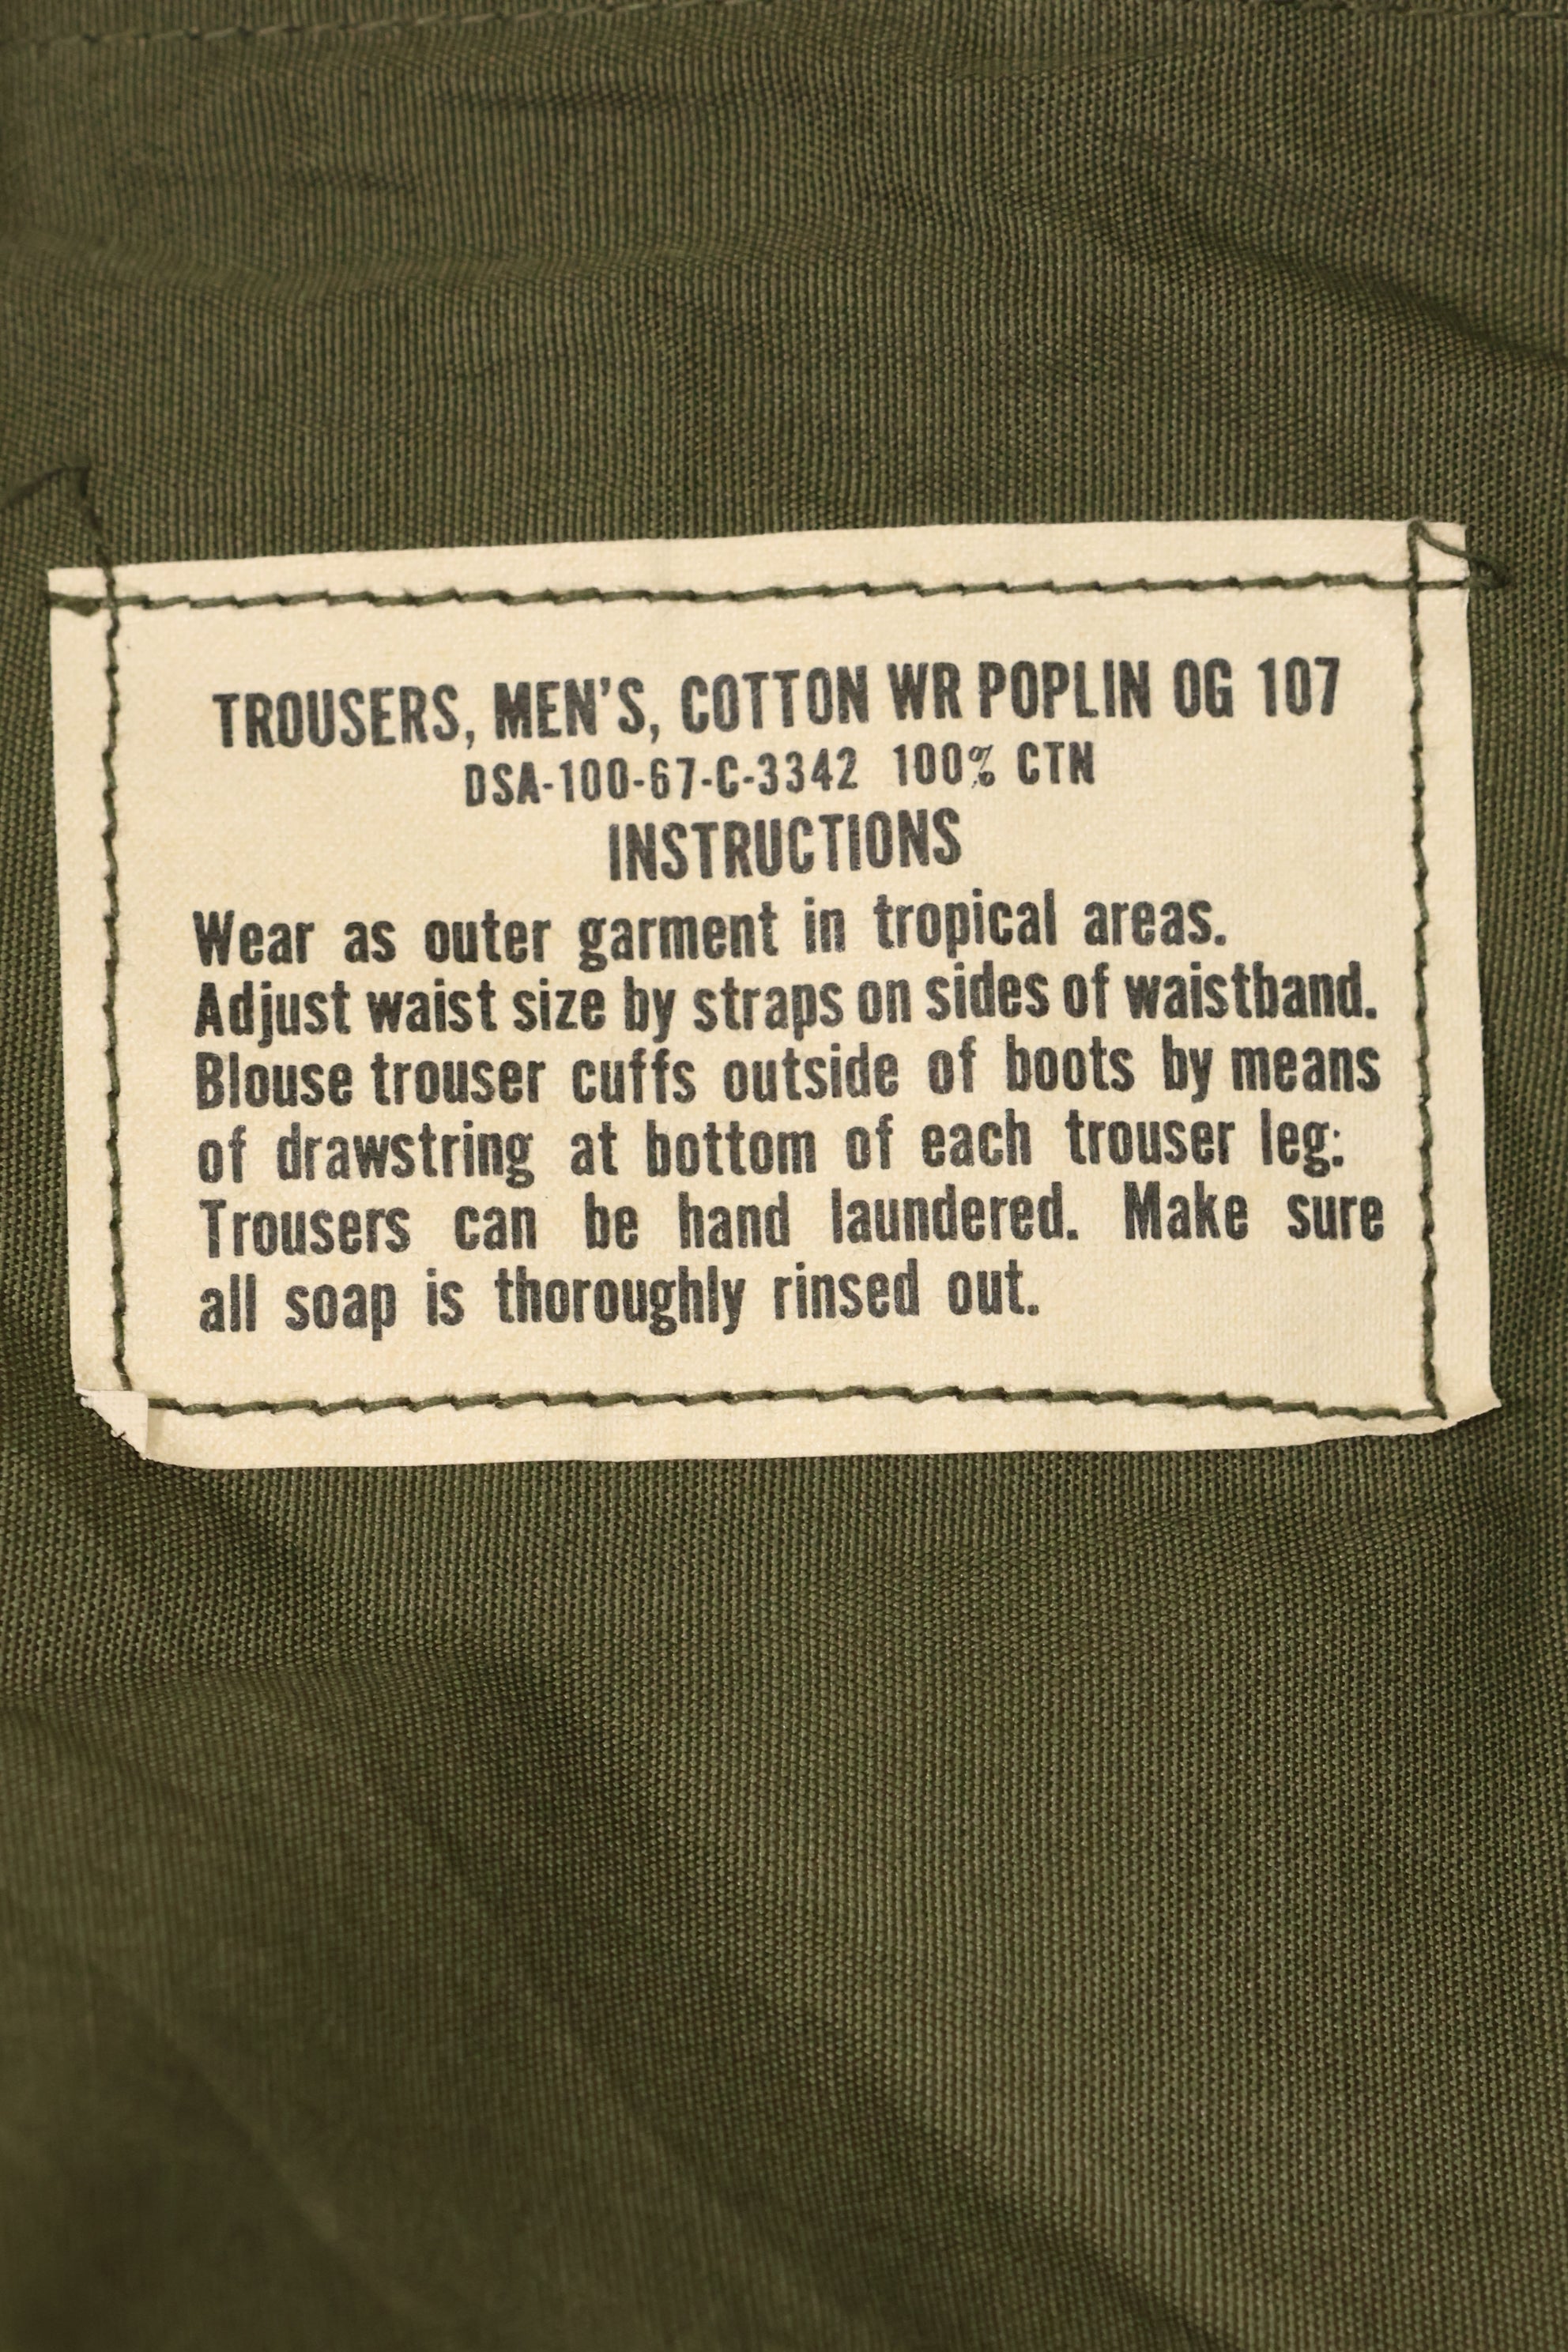 TROUSERS, MEN'S, COTTON WR POPLIN OG 107
DSA-100-67-C-3342 100% CTN
INSTRUCTIONS
Wear as outer garment in tropical areas.
Adjust waist size by straps on sides of waistband.
Blouse trouser cuffs outside of boots by means
of drawstring at bottom of each trouser leg:
Trousers can be hand laundered. Make sure
all soap is thoroughly rinsed out.